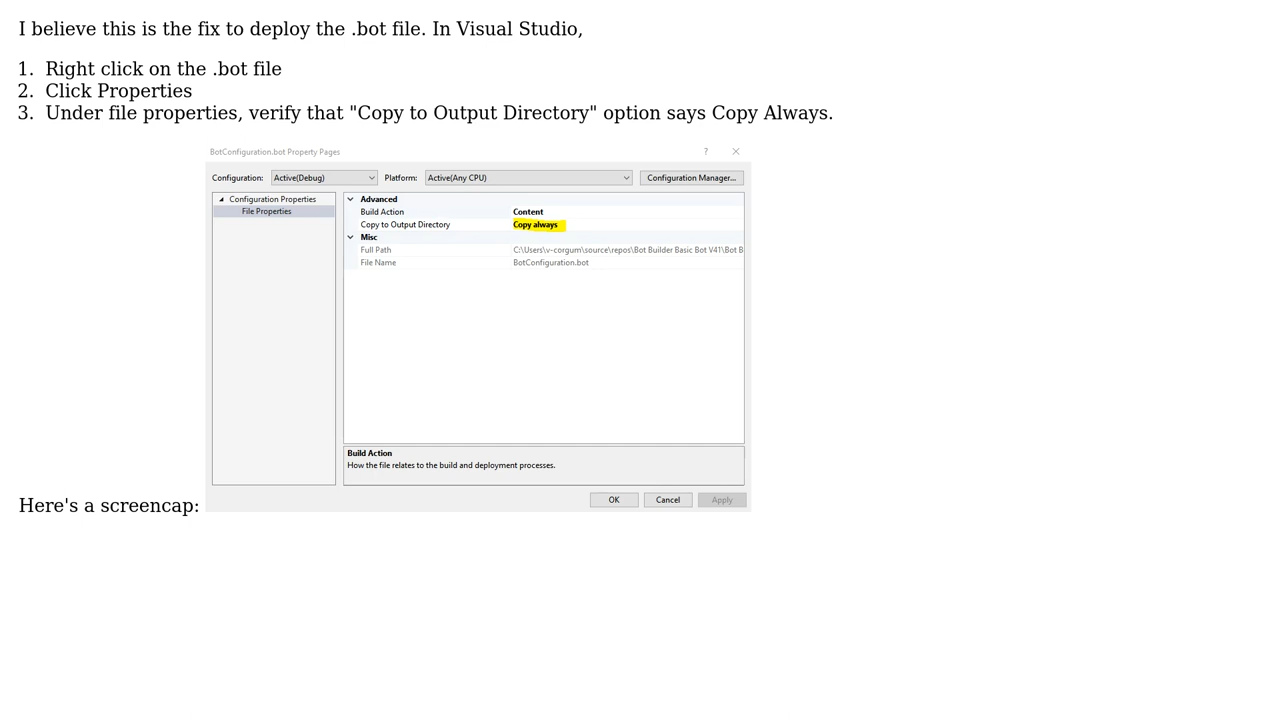 I believe this is the fix to deploy the .bot file. In Visual Studio,
1. Right click on the .bot file
2. Click Properties
3. Under file properties, verify that "Copy to Output Directory" option says Copy Always.
BotConfiguration.bot Property Pages ? ×
Configuration: Active(Debug) Platform: Active(Any CPU) Configuration Manager...
Configuration Properties
File Properties
Advanced
Build Action Content
Copy to Output Directory Copy always
Misc
Full Path C:\Users\v-corgum\source\repos\Bot Builder Basic Bot V41\Bot B
File Name BotConfiguration.bot
Build Action
How the file relates to the build and deployment processes.
OK Cancel Apply
Here's a screencap: